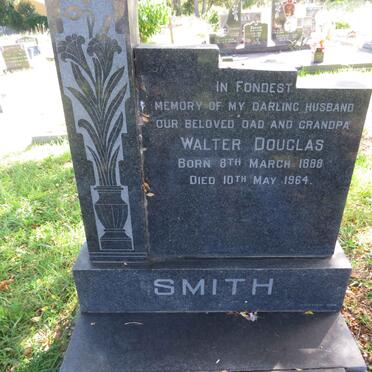 IN FONDEST
MEMORY OF MY DARLING HUSBAND
OUR BELOVED DAD AND GRANDPA
WALTER DOUGLAS
BORN 8TH MARCH 1888
DIED 10TH MAY 1964.
SMITH